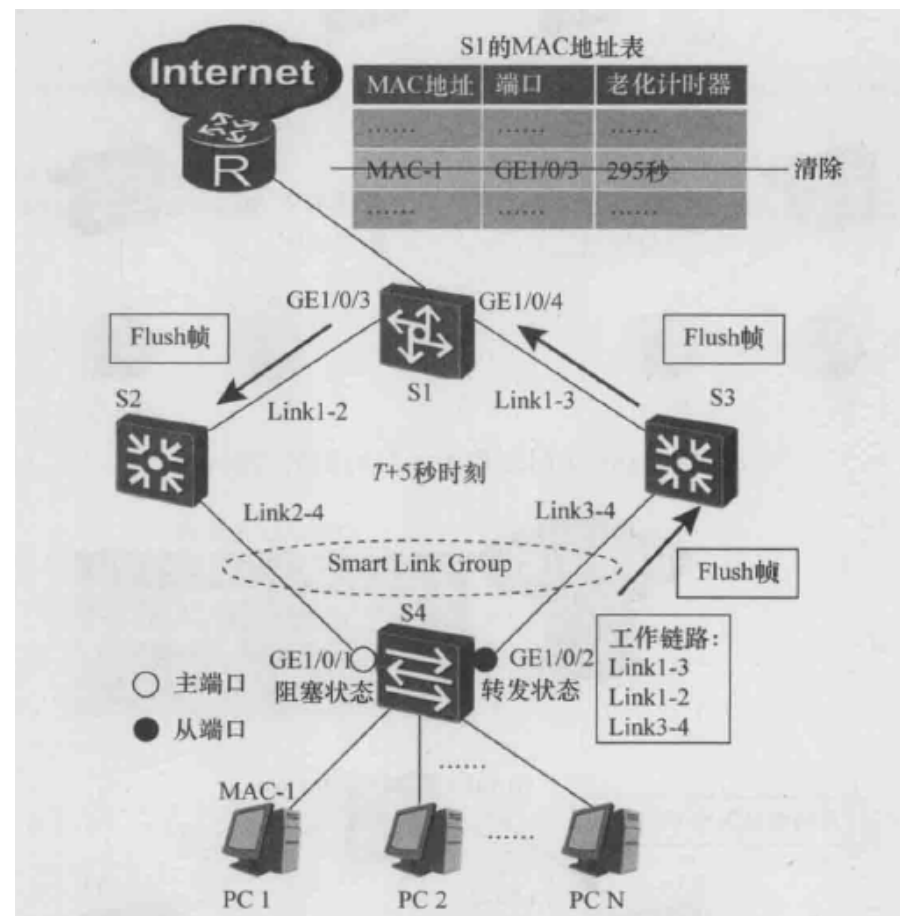 Internet
R
S1的MAC地址表
MAC地址 端口 老化计时器
…… …… ……
MAC-1 GE1/0/3 295秒 清除
…… …… ……
GE1/0/3 GE1/0/4
Flush帧 Flush帧
S2 S1 S3
Link1-2 Link1-3
T+5秒时刻
Link2-4 Link3-4
Smart Link Group
Flush帧
S4
GE1/0/1 GE1/0/2
阻塞状态 转发状态
主端口
从端口
工作链路：
Link1-3
Link1-2
Link3-4
……
MAC-1
……
PC 1 PC 2 PC N